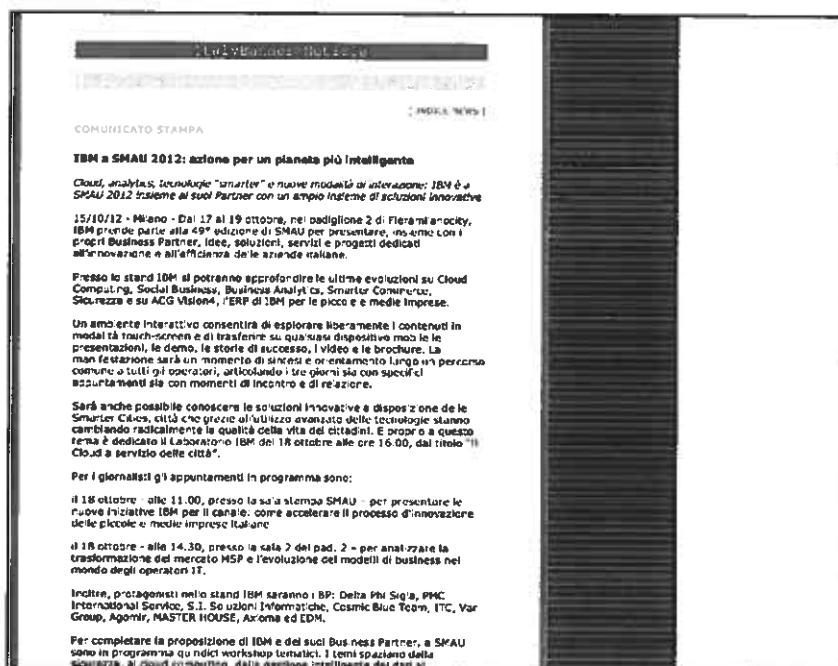 [ INDICE NEWS ]
COMUNICATO STAMPA
IBM a SMAU 2012: azione per un pianeta più intelligente
Cloud, analytics, tecnologie "smarter" e nuove modalità di interazione: IBM è a
SMAU 2012 insieme ai suoi Partner con un ampio insieme di soluzioni innovative
15/10/12 - Milano - Dal 17 al 19 ottobre, nel padiglione 2 di Fieramilanocity,
IBM prende parte alla 49° edizione di SMAU per presentare, insieme con i
propri Business Partner, idee, soluzioni, servizi e progetti dedicati
all'innovazione e all'efficienza delle aziende italiane.
Presso lo stand IBM si potranno approfondire le ultime evoluzioni su Cloud
Computing, Social Business, Business Analytics, Smarter Commerce,
Sicurezza e su ACG Vision4, l'ERP di IBM per le piccole e medie imprese.
Un ambiente interattivo consentirà di esplorare liberamente i contenuti in
modalità touch-screen e di trasferire su qualsiasi dispositivo mobile le
presentazioni, le demo, le storie di successo, i video e le brochure. La
manifestazione sarà un momento di sintesi e orientamento lungo un percorso
comune a tutti gli operatori, articolando i tre giorni sia con specifici
appuntamenti sia con momenti di incontro e di relazione.
Sarà anche possibile conoscere le soluzioni innovative a disposizione delle
Smarter Cities, città che grazie all'utilizzo avanzato delle tecnologie stanno
cambiando radicalmente la qualità della vita dei cittadini. E proprio a questo
tema è dedicato il Laboratorio IBM del 18 ottobre alle ore 16.00, dal titolo "Il
Cloud a servizio delle città".
Per i giornalisti gli appuntamenti in programma sono:
il 18 ottobre - alle 11.00, presso la sala stampa SMAU - per presentare le
nuove iniziative IBM per il canale: come accelerare il processo d'innovazione
delle piccole e medie imprese italiane
il 18 ottobre - alle 14.30, presso la sala 2 del pad. 2 - per analizzare la
trasformazione del mercato MSP e l'evoluzione dei modelli di business nel
mondo degli operatori IT.
Inoltre, protagonisti nello stand IBM saranno i BP: Delta Phi Sigla, PMC
International Service, S.I. Soluzioni Informatiche, Cosmic Blue Team, ITC, Var
Group, Agomir, MASTER HOUSE, Axioma ed EDM.
Per completare la proposizione di IBM e dei suoi Business Partner, a SMAU
sono in programma quindici workshop tematici. I temi spaziano dalla
sicurezza, al cloud computing, dalla gestione intelligente dei dati al